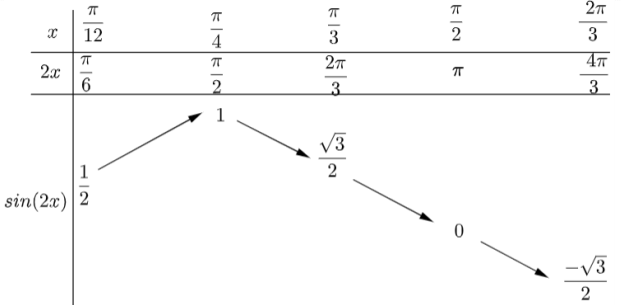 x π/12 π/4 π/3 π/2 2π/3
2x π/6 π/2 2π/3 π 4π/3
sin(2x) 1/2 1 √3/2 0 -√3/2